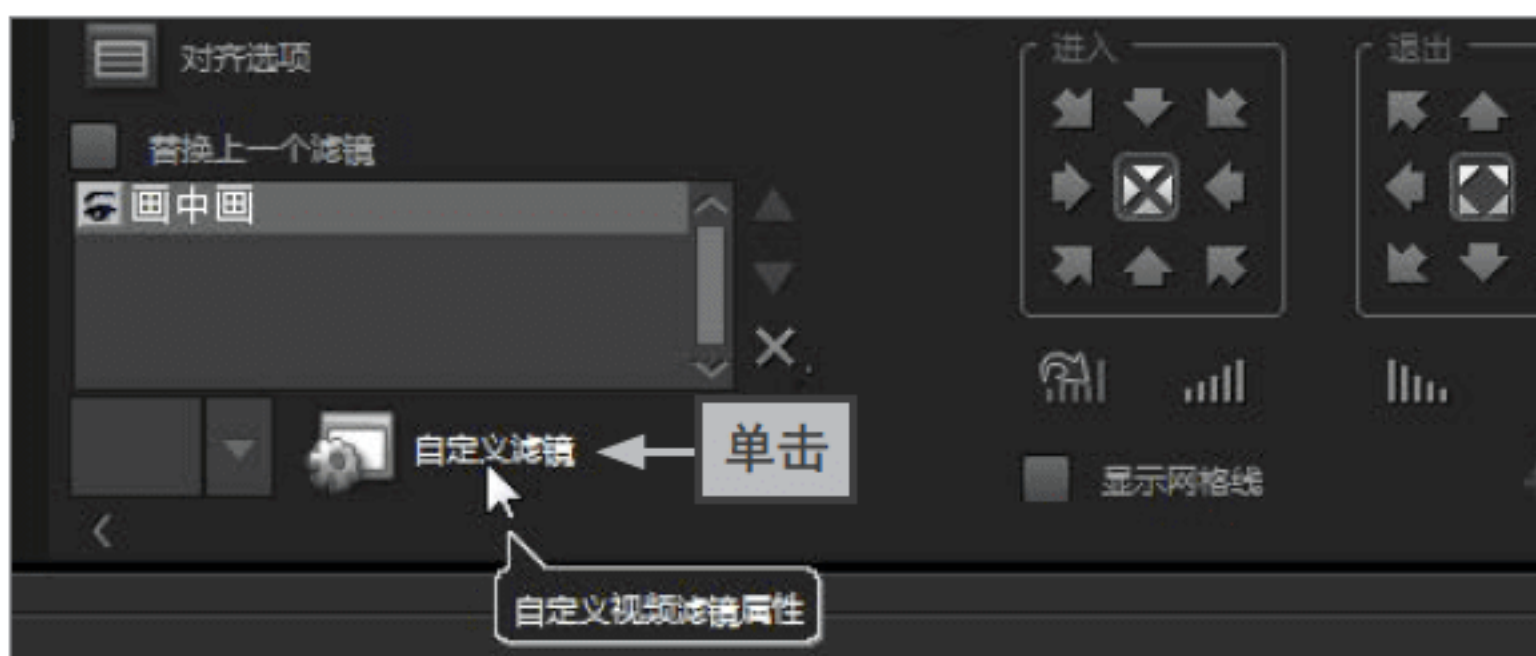 对齐选项
进入
退出
替换上一个滤镜
画中画
自定义滤镜
单击
显示网格线
自定义视频滤镜属性